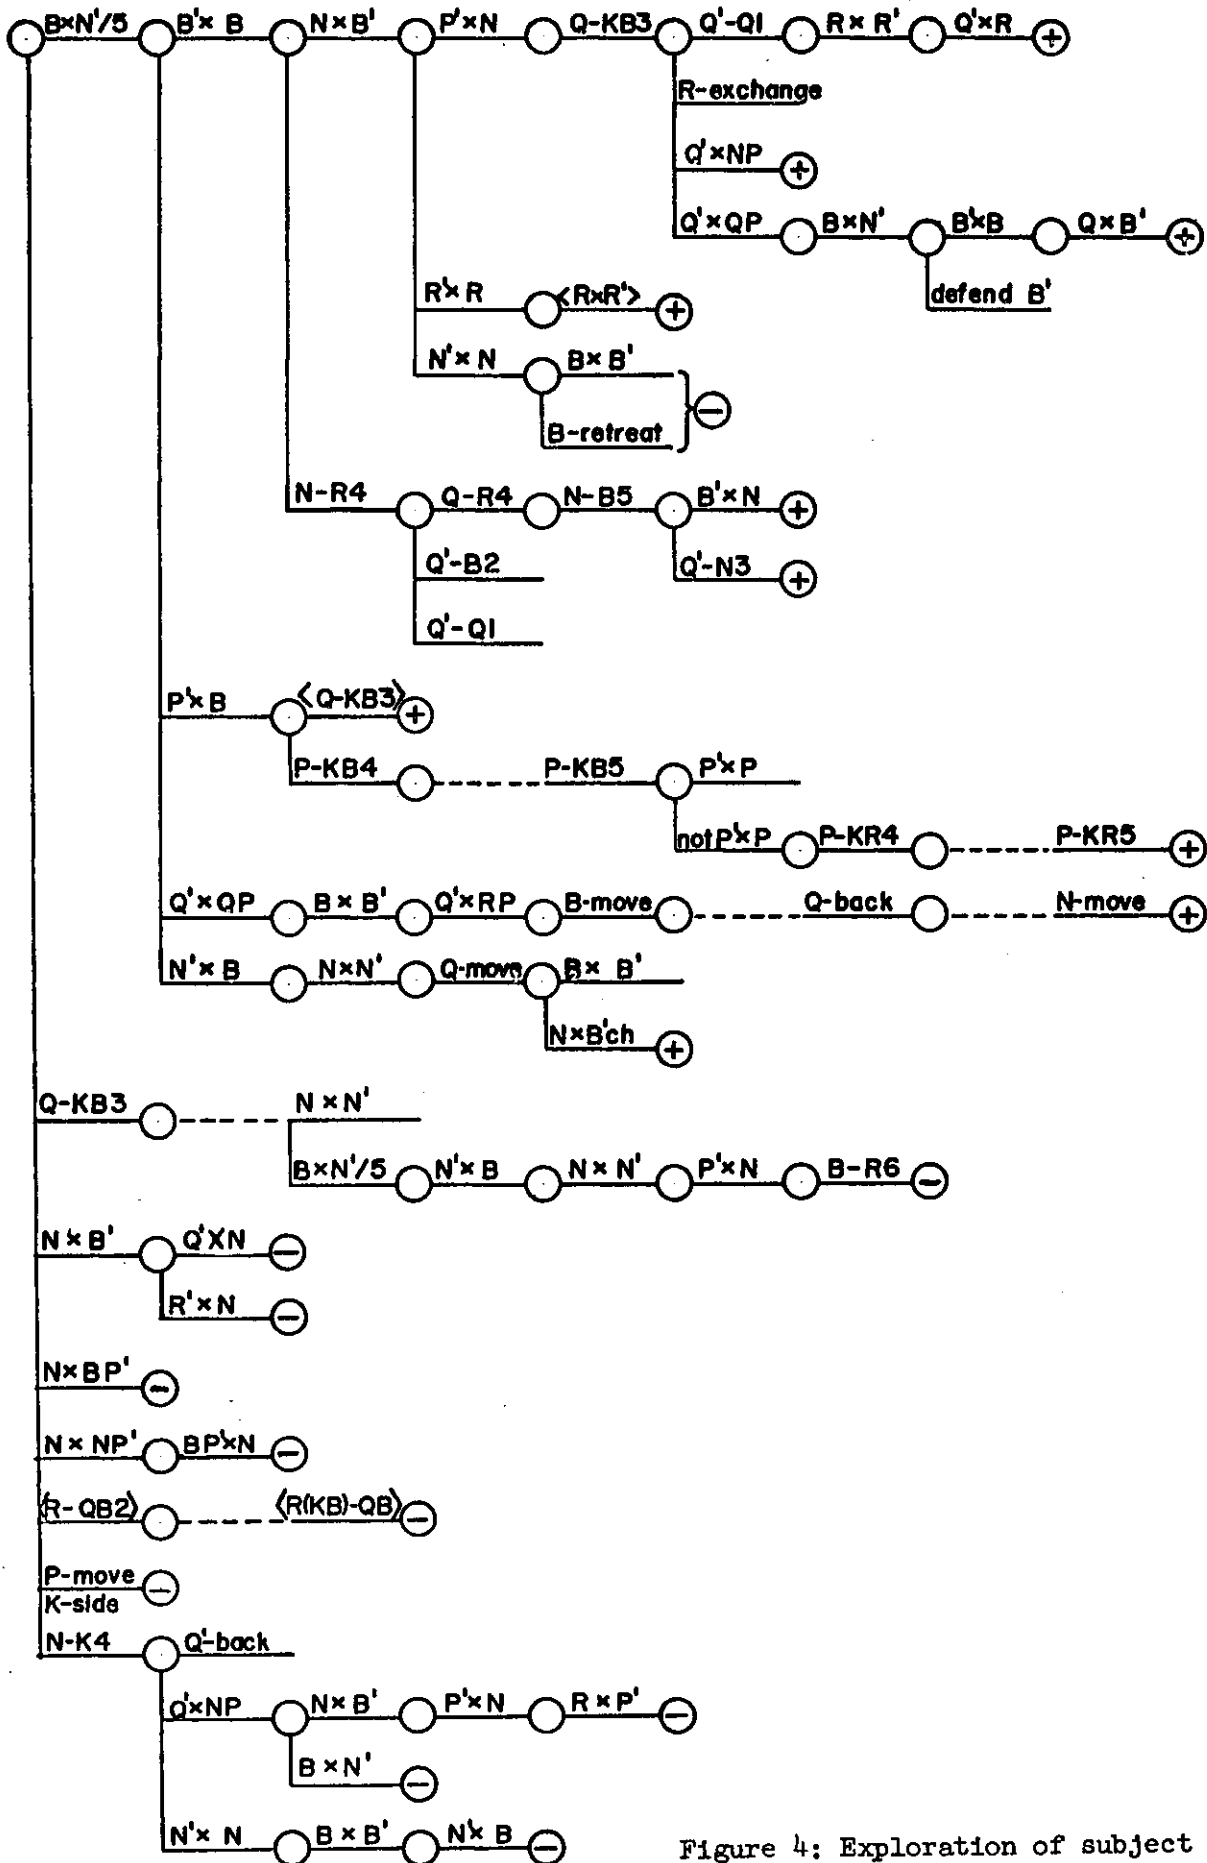 B×N'/5 B'×B N×B' P'×N Q-KB3 Q'-Q1 R×R' Q'×R +
R-exchange
Q'×NP +
Q'×QP B×N' B'×B Q×B' +
defend B'
R'×R <R×R'> +
N'×N B×B'
B-retreat −
N-R4 Q-R4 N-B5 B'×N +
Q'-B2 Q'-N3 +
Q'-Q1
P'×B <Q-KB3> +
P-KB4 P-KB5 P'×P
not P'×P P-KR4 P-KR5 +
Q'×QP B×B' Q'×RP B-move Q-back N-move +
N'×B N×N' Q-move B×B'
N×B'ch +
Q-KB3 N×N'
B×N'/5 N'×B N×N' P'×N B-R6 −
N×B' Q'×N −
R'×N −
N×BP' −
N×NP' BP'×N −
<R-QB2> <R(KB)-QB> −
P-move −
K-side
N-K4 Q'-back
Q'×NP N×B' P'×N R×P' −
B×N' −
N'×N B×B' N'×B −
Figure 4: Exploration of subject